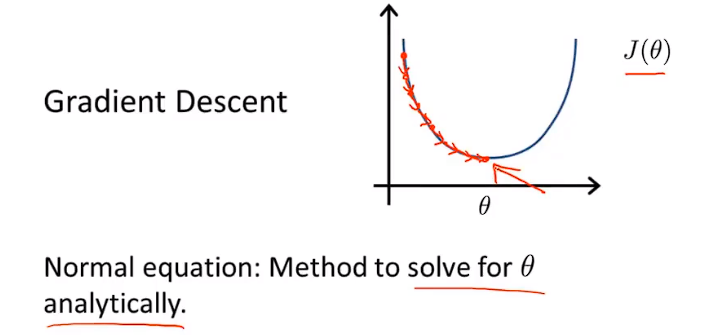 J(θ)
Gradient Descent
θ
Normal equation: Method to solve for θ
analytically.